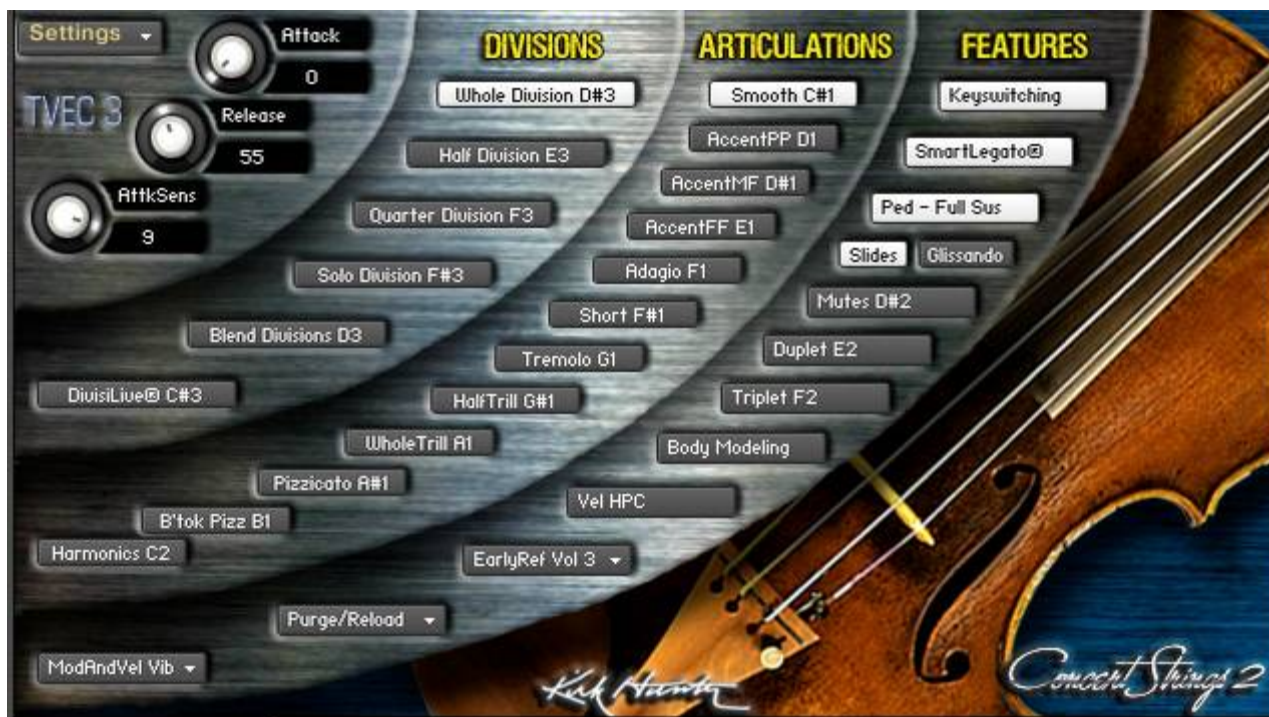 Settings
Attack
0
TVEC 3
Release
55
AttkSens
9
DIVISIONS
Whole Division D#3
Half Division E3
Quarter Division F3
Solo Division F#3
Blend Divisions D3
DivisiLive® C#3
ARTICULATIONS
Smooth C#1
AccentPP D1
AccentMF D#1
AccentFF E1
Adagio F1
Short F#1
Tremolo G1
HalfTrill G#1
WholeTrill A1
Pizzicato A#1
B'tok Pizz B1
Harmonics C2
FEATURES
Keyswitching
SmartLegato®
Ped - Full Sus
Slides Glissando
Mutes D#2
Duplet E2
Triplet F2
Body Modeling
Vel HPC
EarlyRef Vol 3
Purge/Reload
ModAndVel Vib
Kirk Hunter
Concert Strings 2